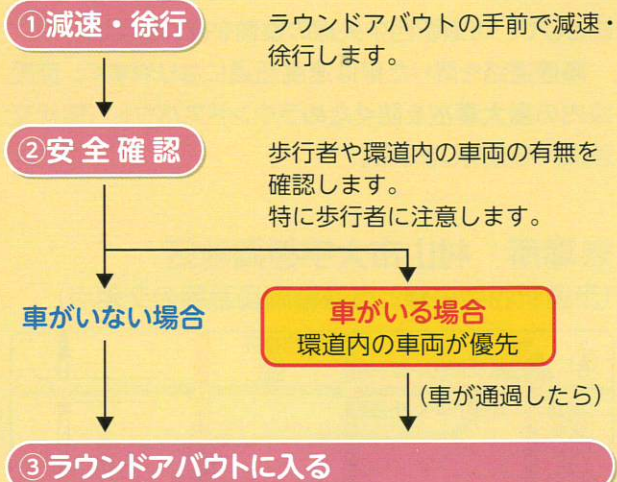 ①減速・徐行
ラウンドアバウトの手前で減速・
徐行します。
②安全確認
歩行者や環道内の車両の有無を
確認します。
特に歩行者に注意します。
車がいない場合
車がいる場合
環道内の車両が優先
(車が通過したら)
③ラウンドアバウトに入る